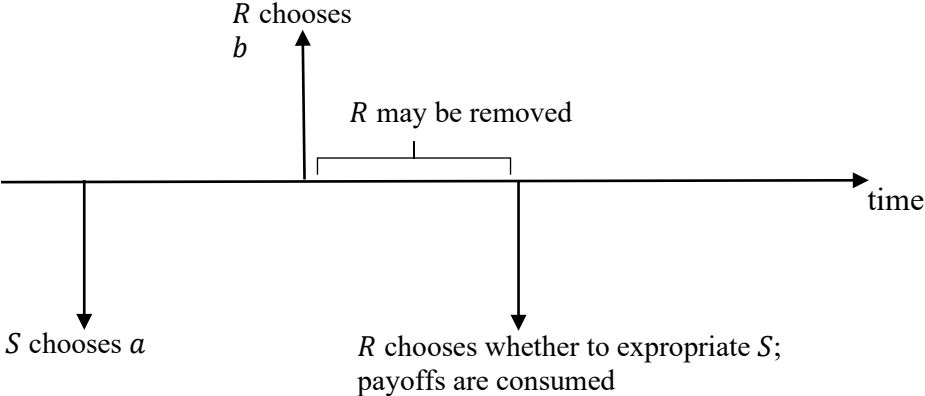 R chooses
b
R may be removed
time
S chooses a
R chooses whether to expropriate S;
payoffs are consumed